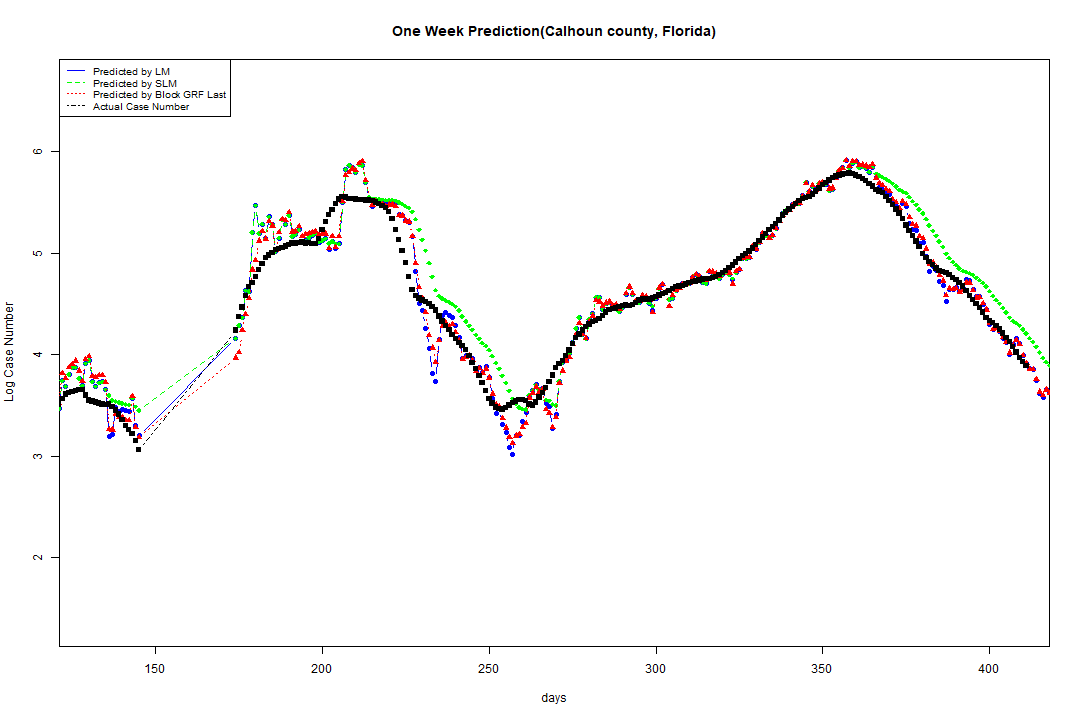 One Week Prediction(Calhoun county, Florida)
Predicted by LM
Predicted by SLM
Predicted by Block GRF Last
Actual Case Number
6
5
4
3
2
Log Case Number
150 200 250 300 350 400
days